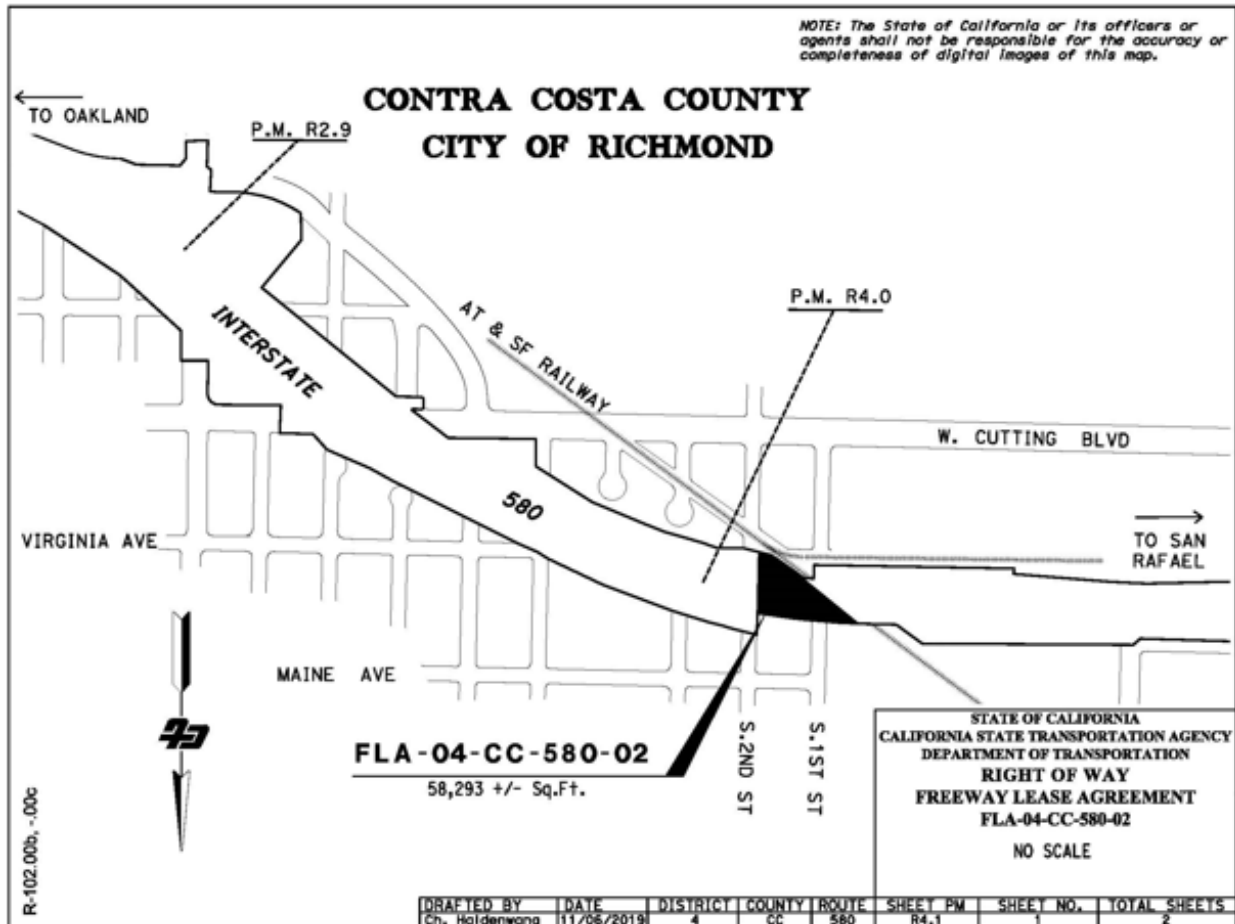 NOTE: The State of California or its officers or
agents shall not be responsible for the accuracy or
completeness of digital images of this map.
CONTRA COSTA COUNTY
CITY OF RICHMOND
TO OAKLAND
P.M. R2.9
P.M. R4.0
INTERSTATE
AT & SF RAILWAY
W. CUTTING BLVD
580
VIRGINIA AVE
TO SAN
RAFAEL
MAINE AVE
FLA-04-CC-580-02
58,293 +/- Sq.Ft.
S.2ND ST
S.1ST ST
STATE OF CALIFORNIA
CALIFORNIA STATE TRANSPORTATION AGENCY
DEPARTMENT OF TRANSPORTATION
RIGHT OF WAY
FREEWAY LEASE AGREEMENT
FLA-04-CC-580-02
NO SCALE
R-102.00b, -.00c
DRAFTED BY DATE DISTRICT COUNTY ROUTE SHEET PM SHEET NO. TOTAL SHEETS
Ch. Haldenwang 11/06/2019 4 CC 580 R4.1 1 2